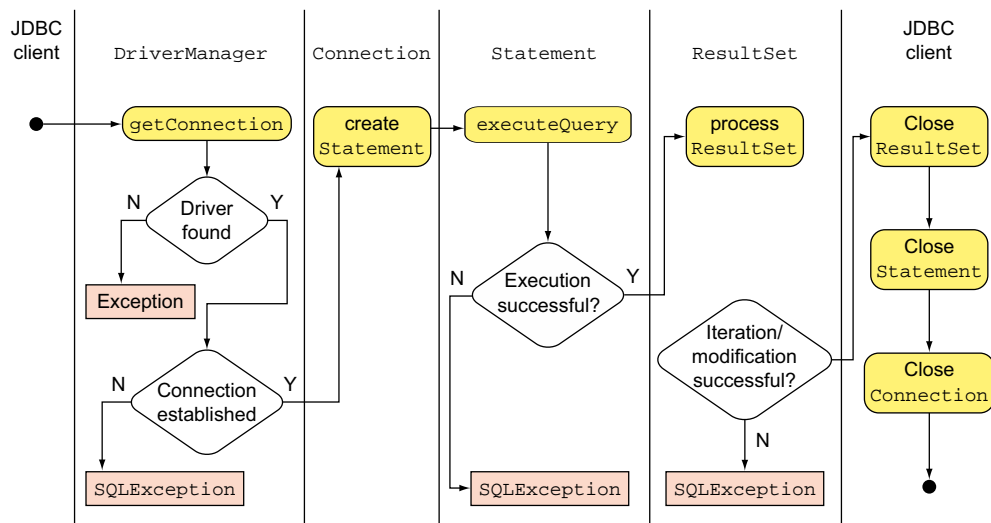 JDBC
client
DriverManager
Connection
Statement
ResultSet
JDBC
client
getConnection
Driver
found
N
Y
Exception
Connection
established
N
Y
SQLException
create
Statement
executeQuery
Execution
successful?
N
Y
SQLException
process
ResultSet
Iteration/
modification
successful?
N
SQLException
Close
ResultSet
Close
Statement
Close
Connection